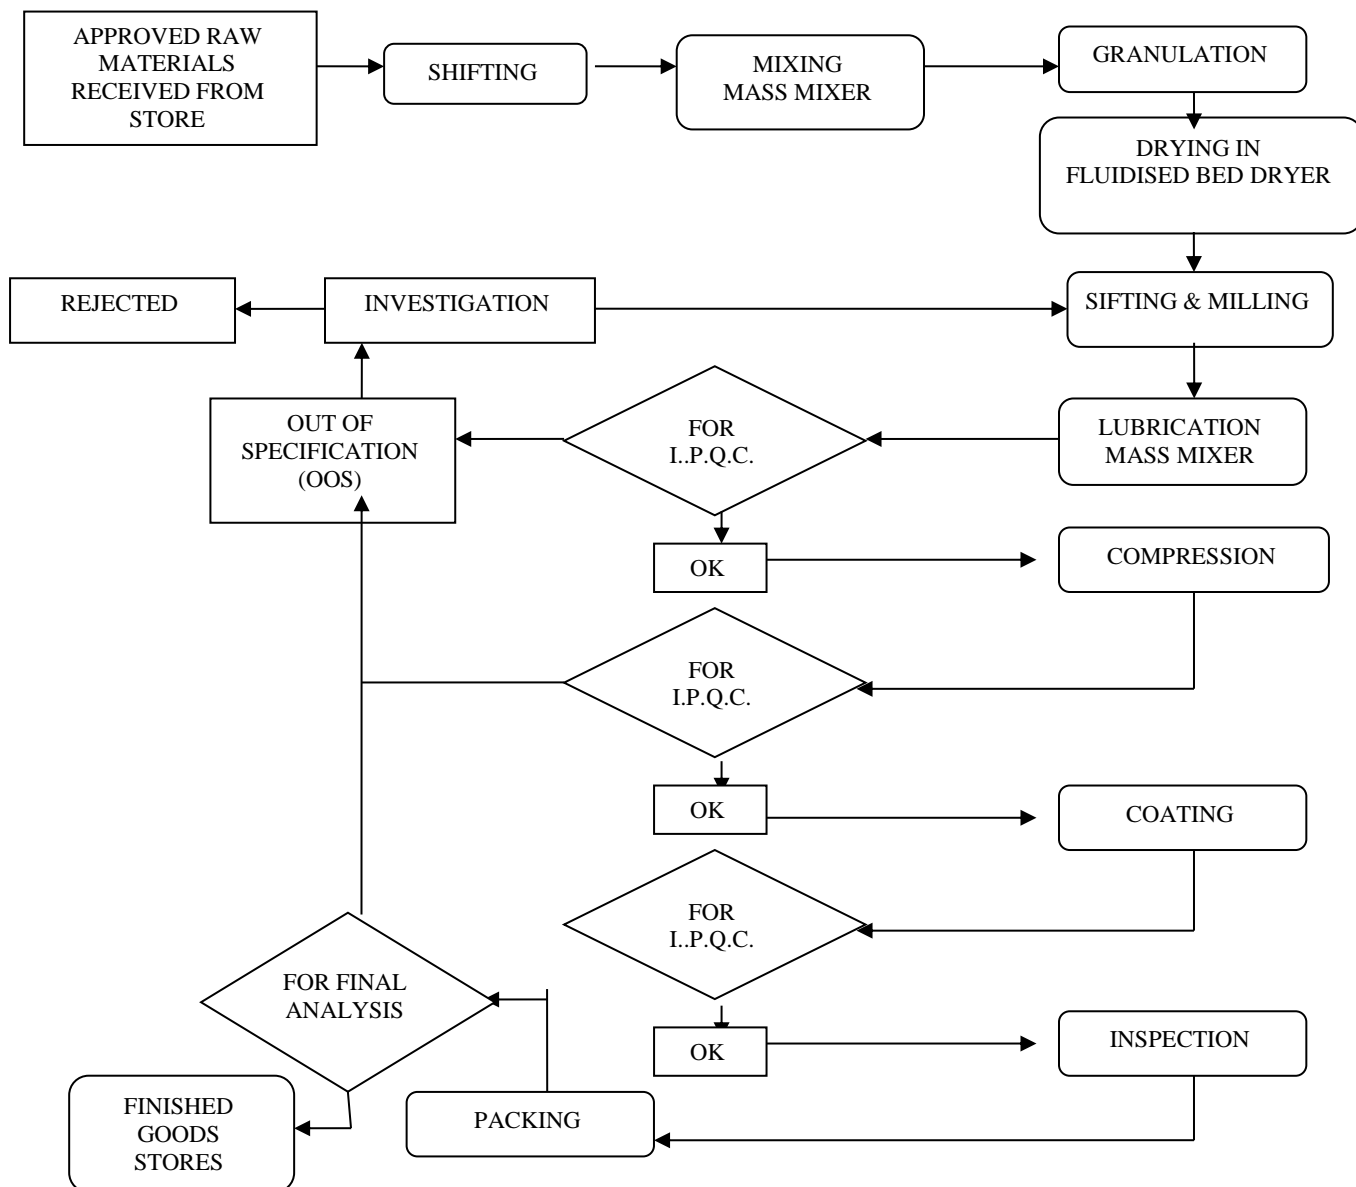 APPROVED RAW
MATERIALS
RECEIVED FROM
STORE
SHIFTING
MIXING
MASS MIXER
GRANULATION
DRYING IN
FLUIDISED BED DRYER
REJECTED
INVESTIGATION
SIFTING & MILLING
OUT OF
SPECIFICATION
(OOS)
FOR
I..P.Q.C.
LUBRICATION
MASS MIXER
OK
COMPRESSION
FOR
I.P.Q.C.
OK
COATING
FOR
I..P.Q.C.
FOR FINAL
ANALYSIS
OK
INSPECTION
FINISHED
GOODS
STORES
PACKING